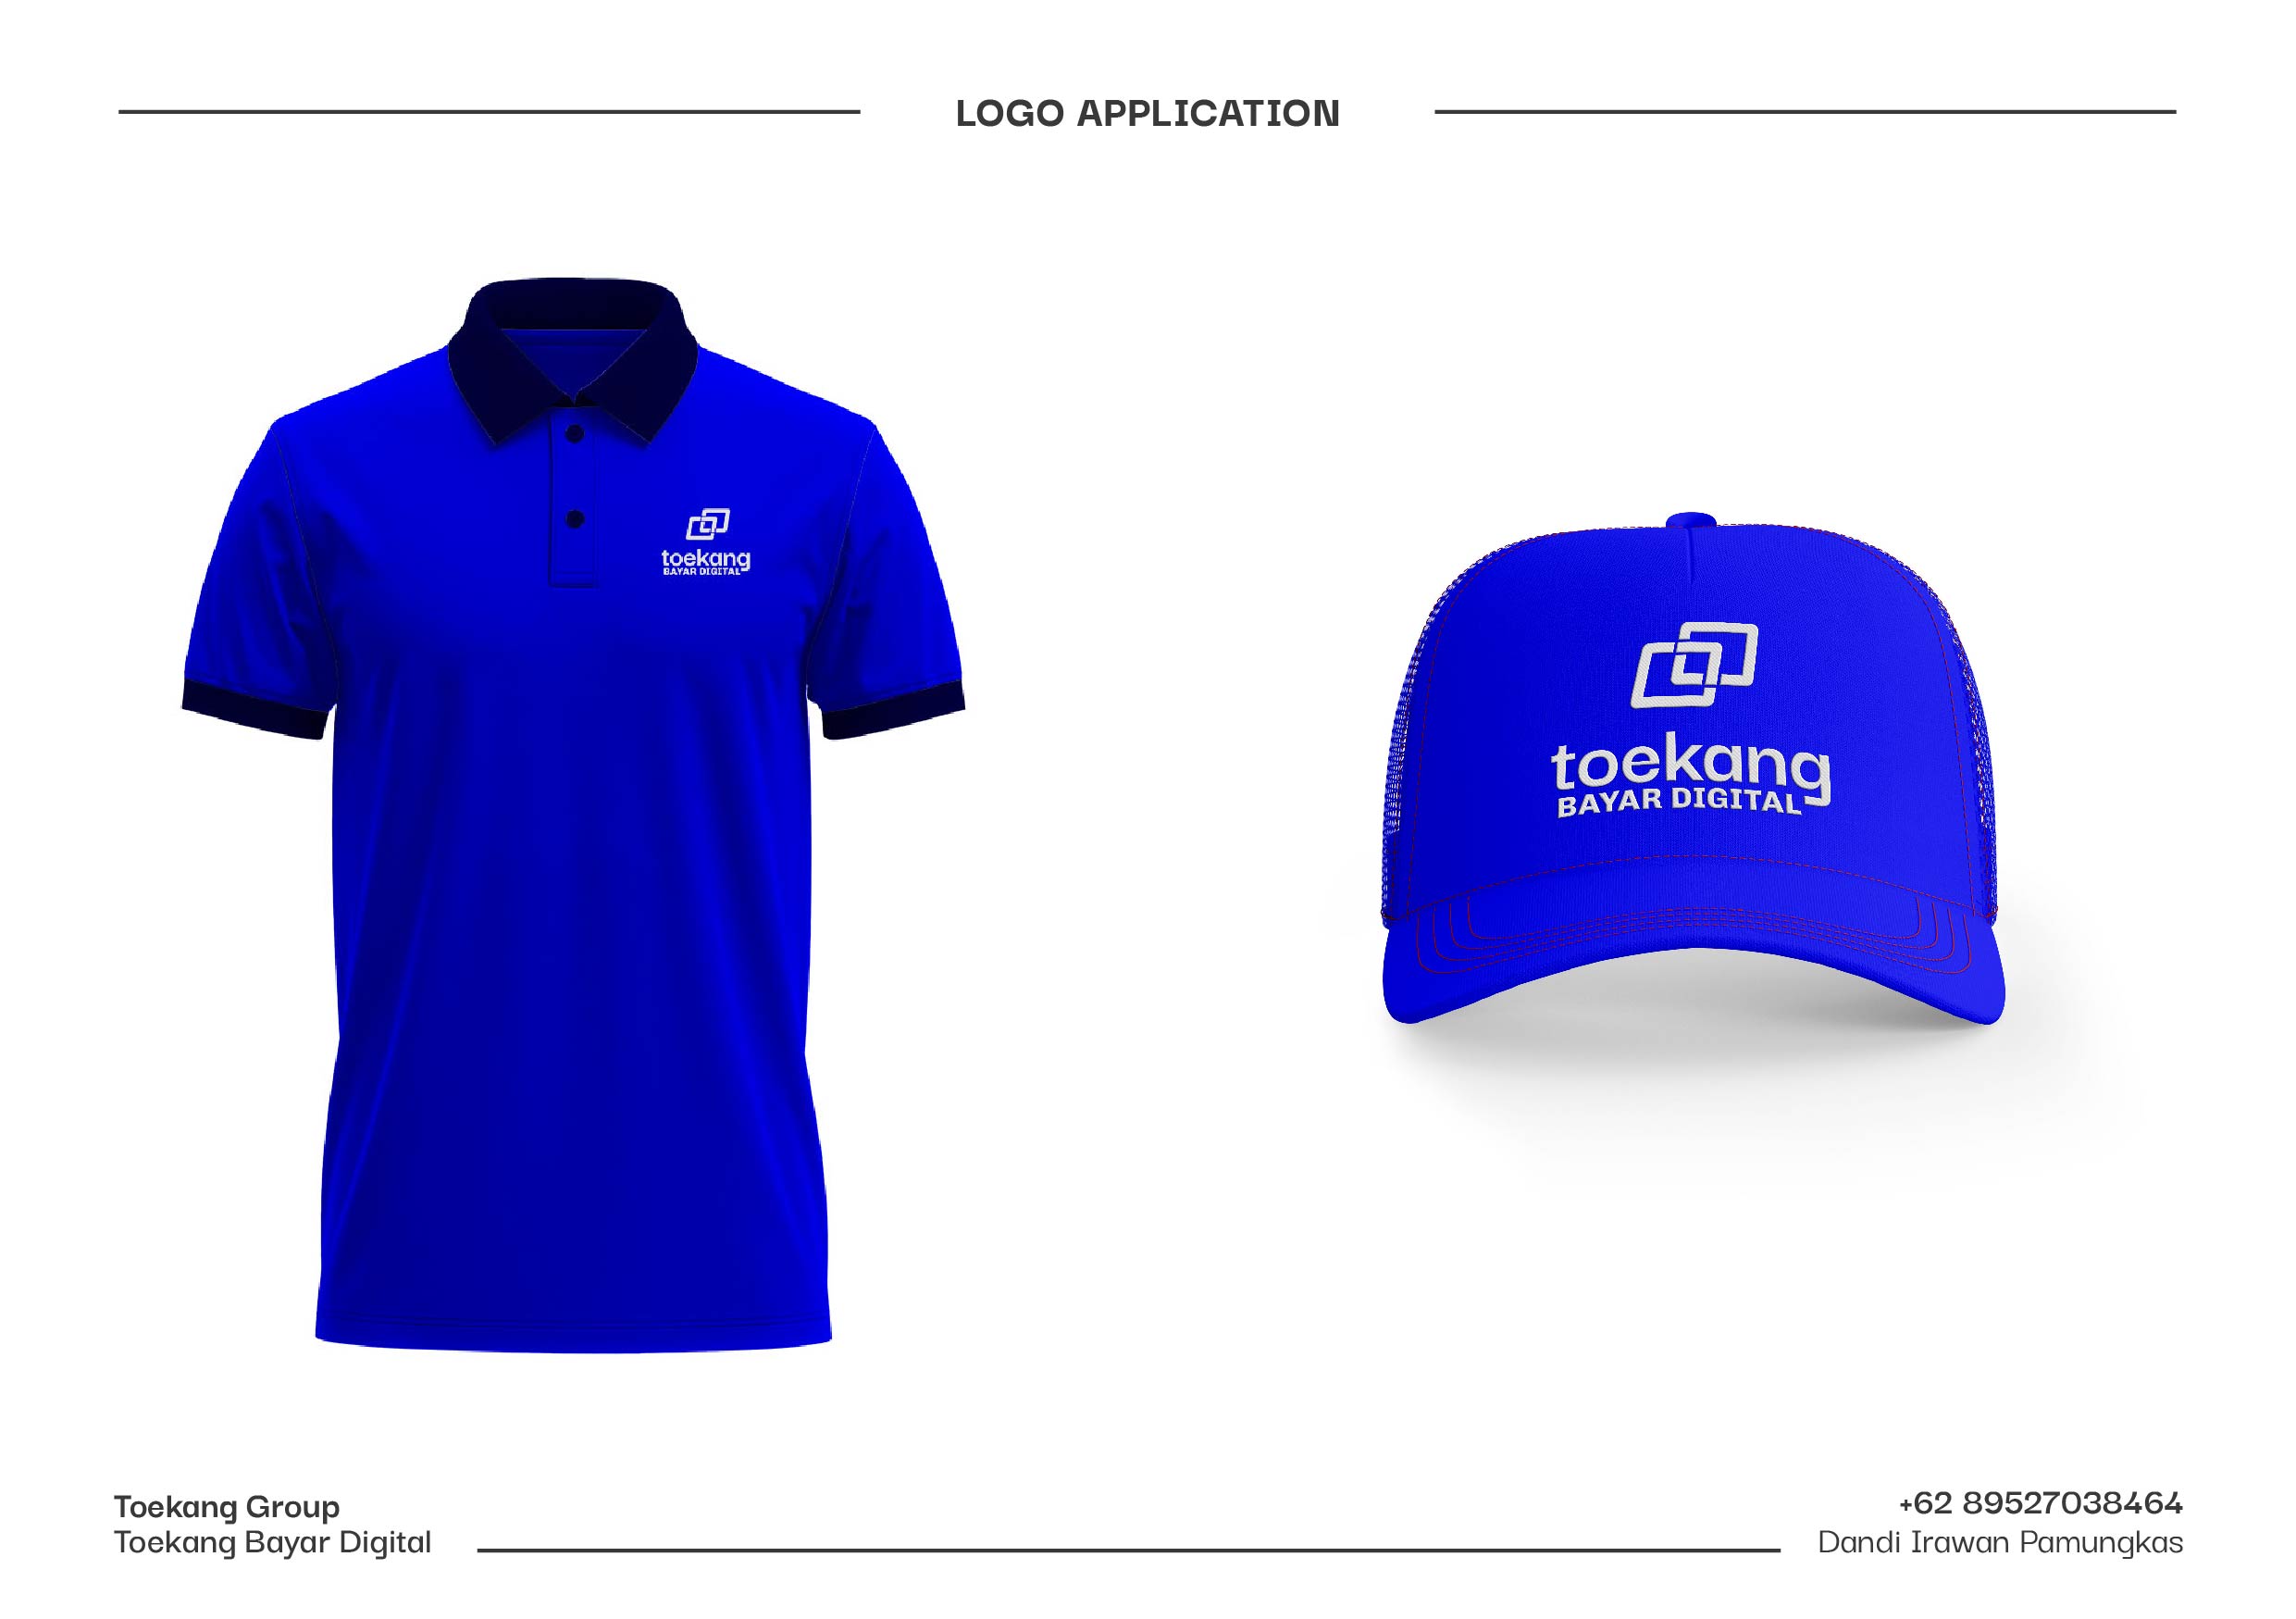 LOGO APPLICATION
toekang
BAYAR DIGITAL
toekang
BAYAR DIGITAL
Toekang Group
Toekang Bayar Digital
+62 89527038464
Dandi Irawan Pamungkas